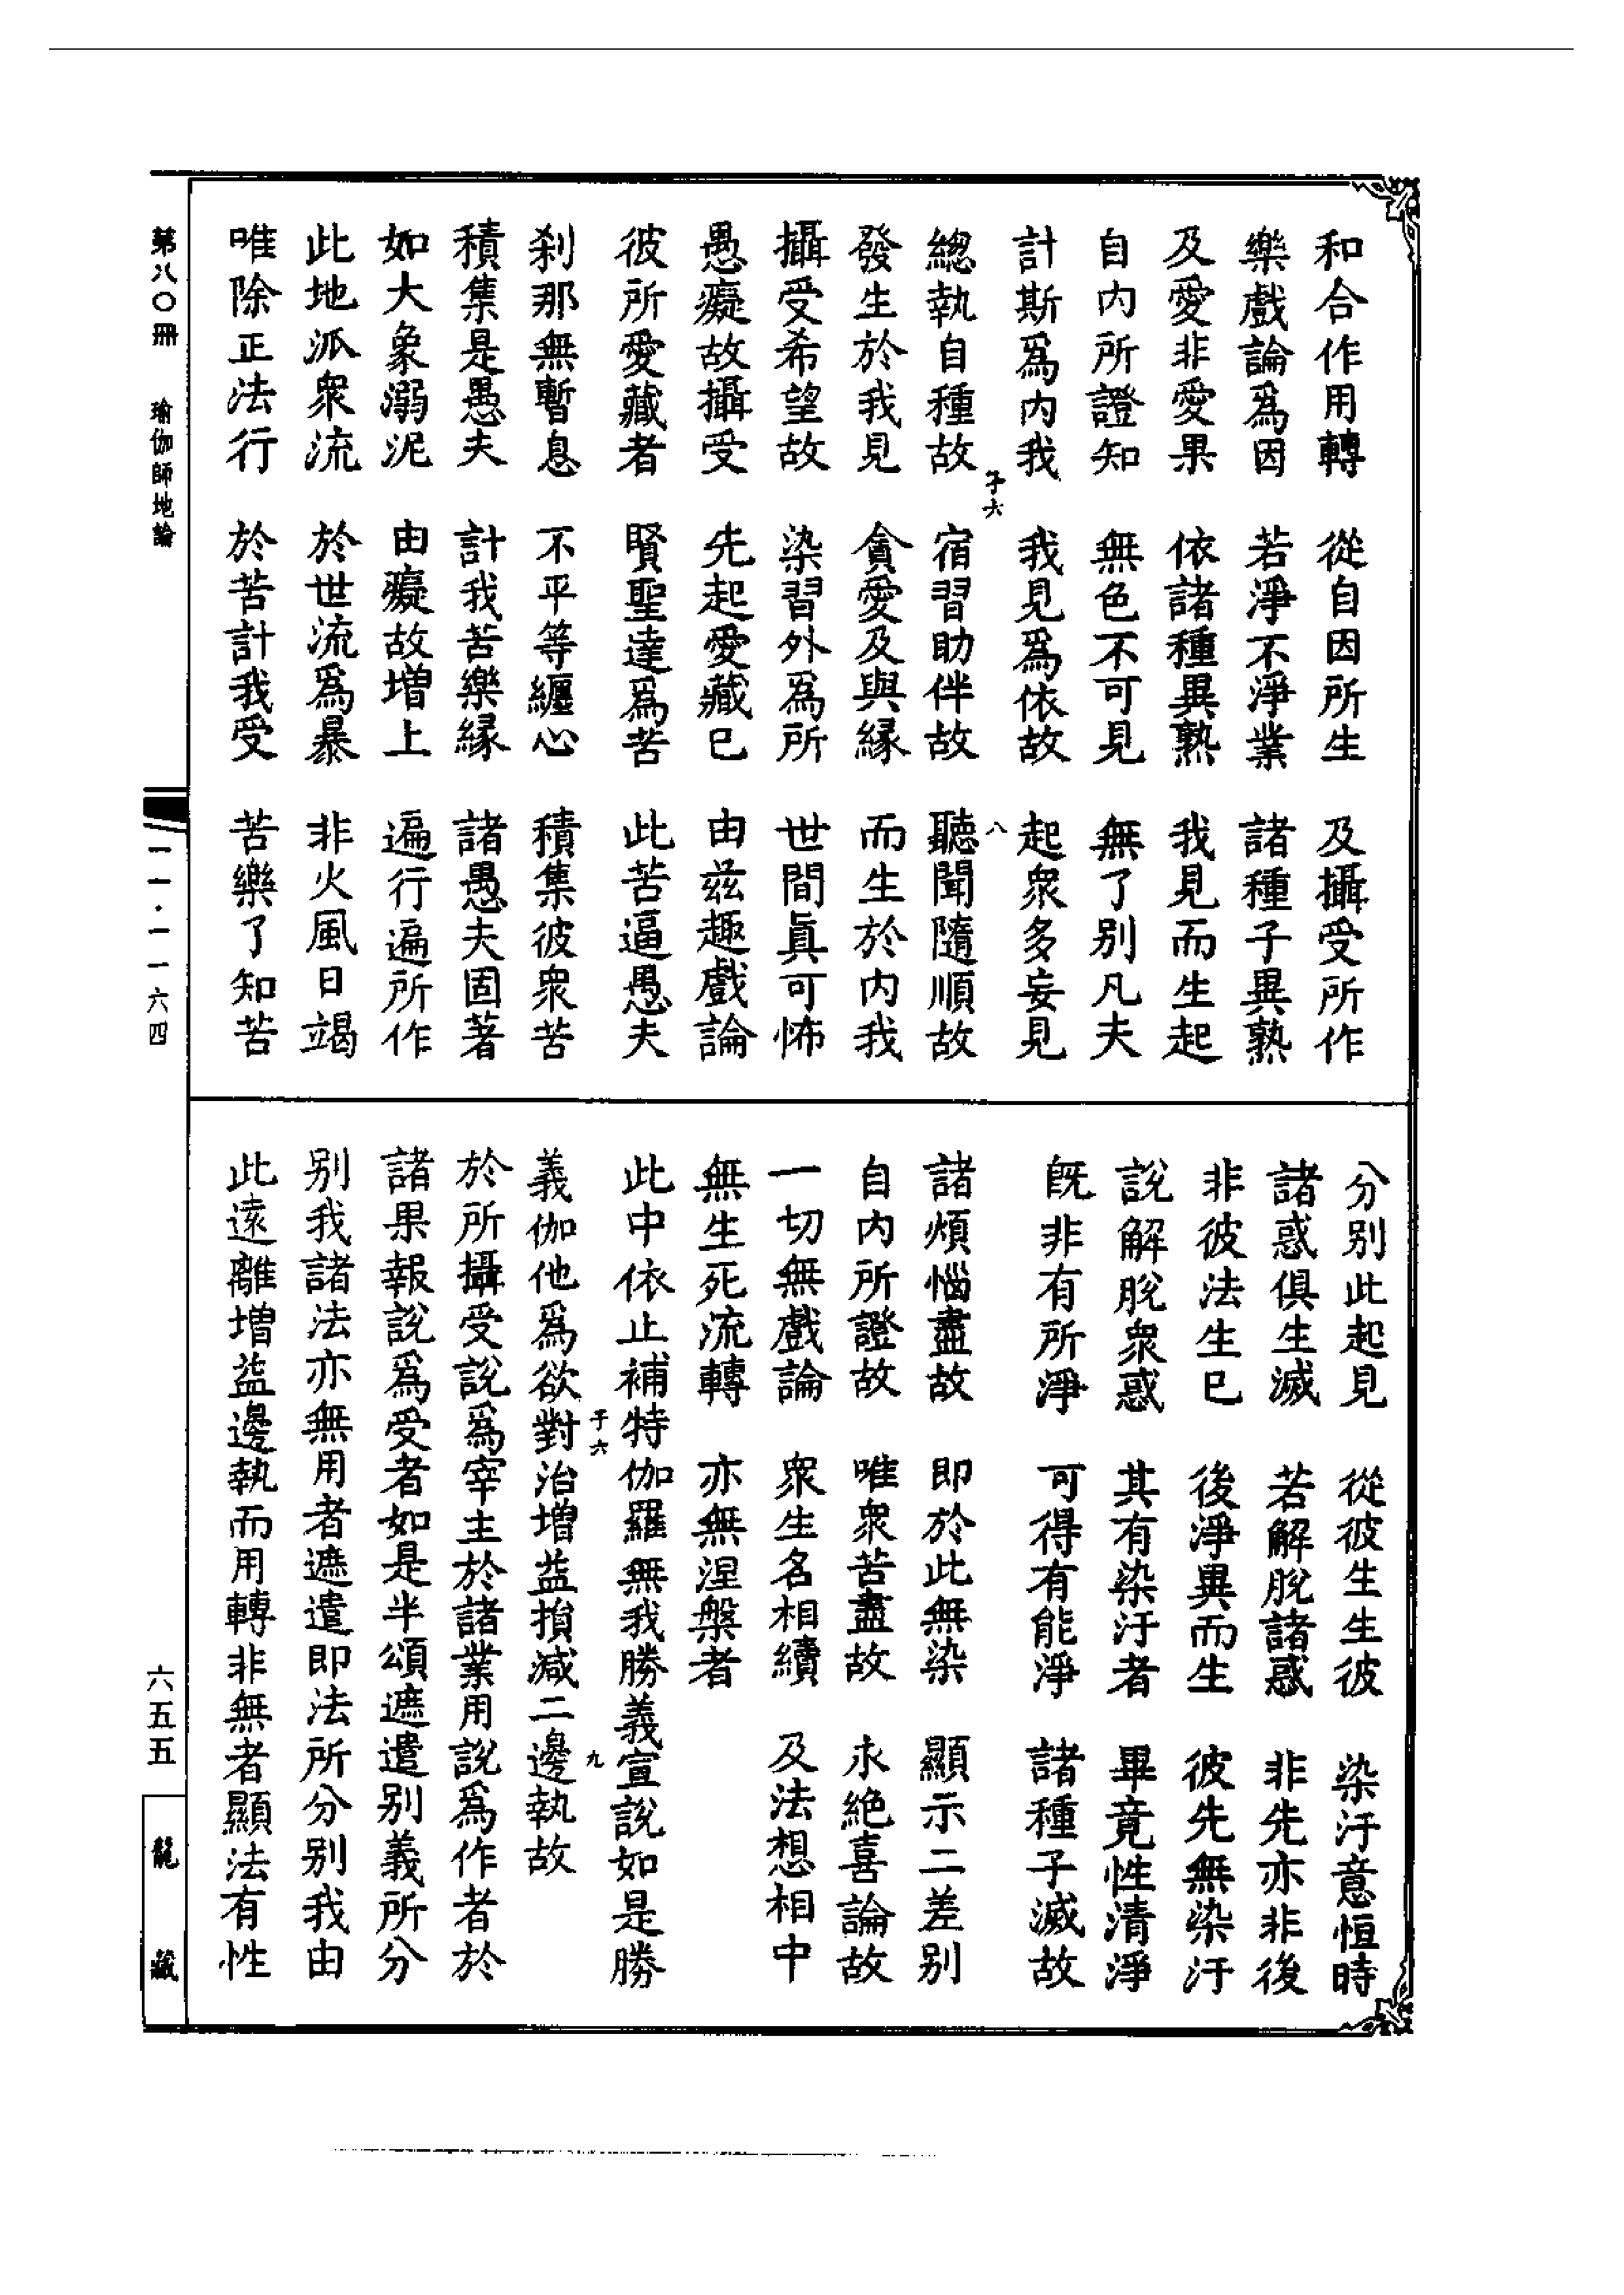 和合作用轉　從自因所生　及攝受所作
樂戲論爲因　若淨不淨業　諸種子異熟
及愛非愛果　依諸種異熟　我見而生起
自内所證知　無色不可見　無了别凡夫
計斯爲内我　我見爲依故　起衆多妄見
子六　八
總執自種故　宿習助伴故　聽聞隨順故
發生於我見　貪愛及與縁　而生於内我
攝受希望故　染習外爲所　世間眞可怖
愚癡故攝受　先起愛藏已　由茲趣戲論
彼所愛藏者　賢聖達爲苦　此苦逼愚夫
刹那無暫息　不平等纏心　積集彼衆苦
積集是愚夫　計我苦樂縁　諸愚夫固著
如大象溺泥　由癡故增上　遍行遍所作
此地派衆流　於世流爲暴　非火風日竭
唯除正法行　於苦計我受　苦樂了知苦
分别此起見　從彼生生彼　染汙意恒時
諸惑俱生滅　若解脫諸惑　非先亦非後
非彼法生已　後淨異而生　彼先無染汙
說解脫衆惑　其有染汙者　畢竟性清淨
旣非有所淨　可得有能淨　諸種子滅故
諸煩惱盡故　即於此無染　顯示二差别
自内所證故　唯衆苦盡故　永絶喜論故
一切無戲論　衆生名相續　及法想相中
無生死流轉　亦無涅槃者
此中依止補特伽羅無我勝義宣說如是勝
子六　九
義伽他爲欲對治增益損減二邊執故
於所攝受說爲宰主於諸業用說爲作者於
諸果報說爲受者如是半頌遮遣别義所分
别我諸法亦無用者遮遣即法所分别我由
此遠離增益邊執而用轉非無者顯法有性
第八〇冊　瑜伽師地論
一一·一一六四
六五五
龍藏